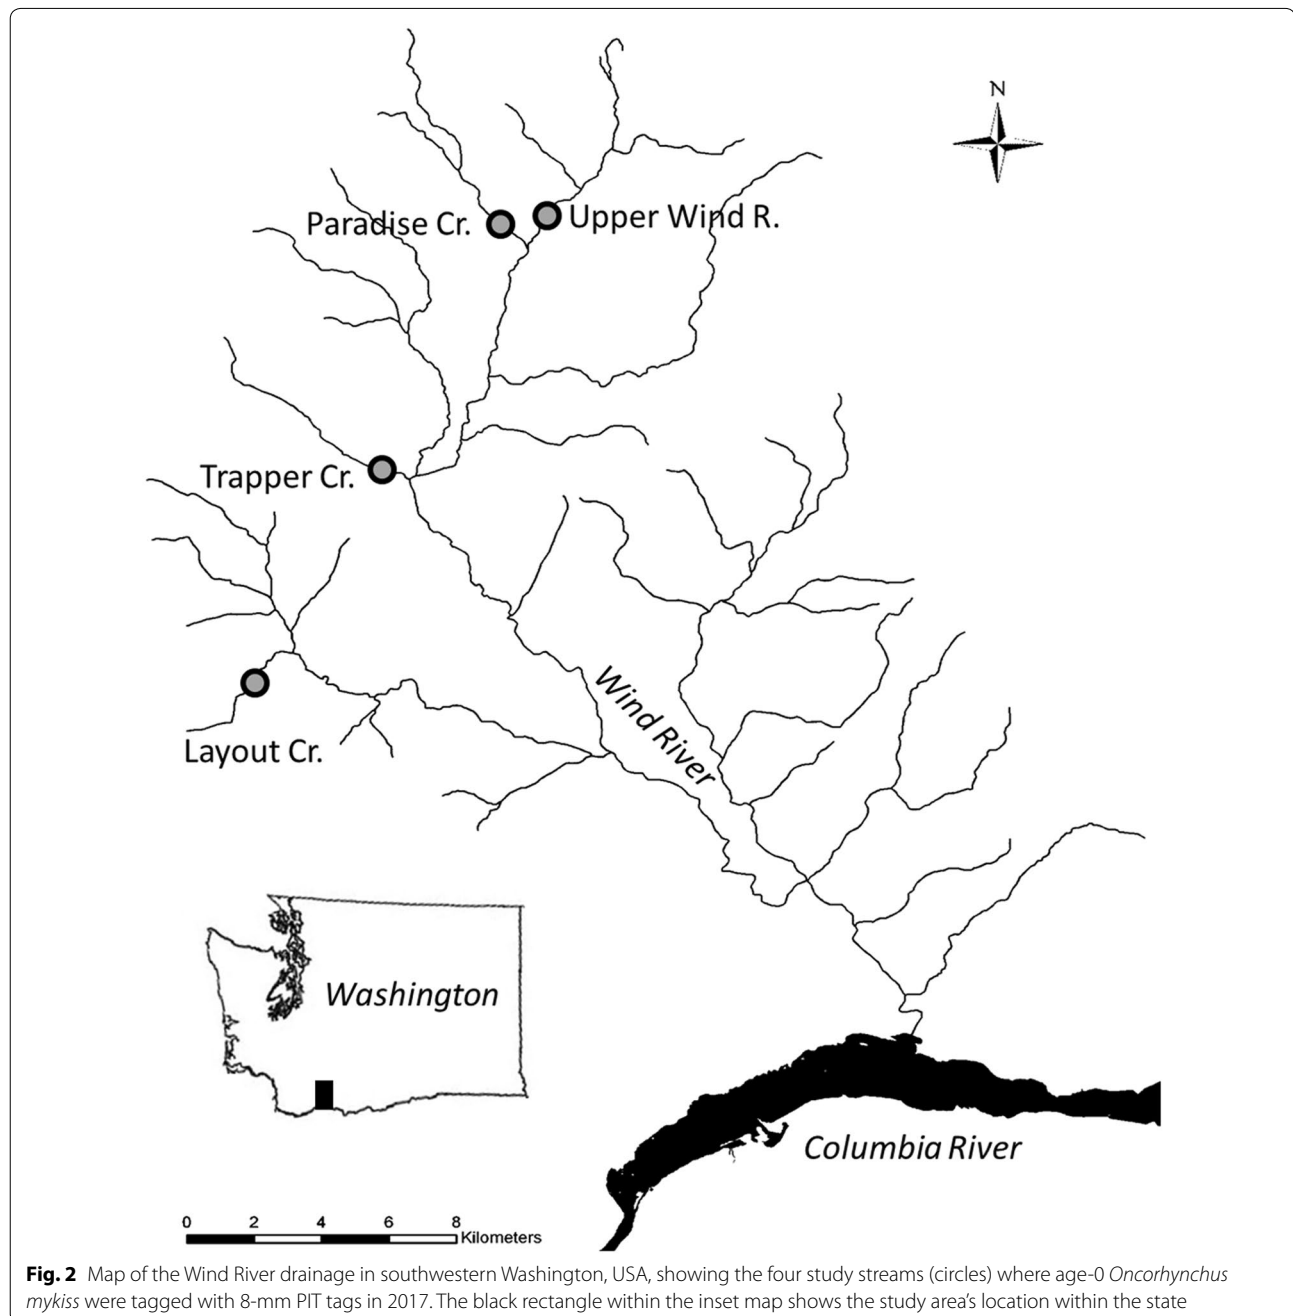 N
Paradise Cr.
Upper Wind R.
Trapper Cr.
Wind River
Layout Cr.
Washington
Columbia River
0 2 4 6 8
Kilometers
Fig. 2 Map of the Wind River drainage in southwestern Washington, USA, showing the four study streams (circles) where age-0 Oncorhynchus
mykiss were tagged with 8-mm PIT tags in 2017. The black rectangle within the inset map shows the study area's location within the state